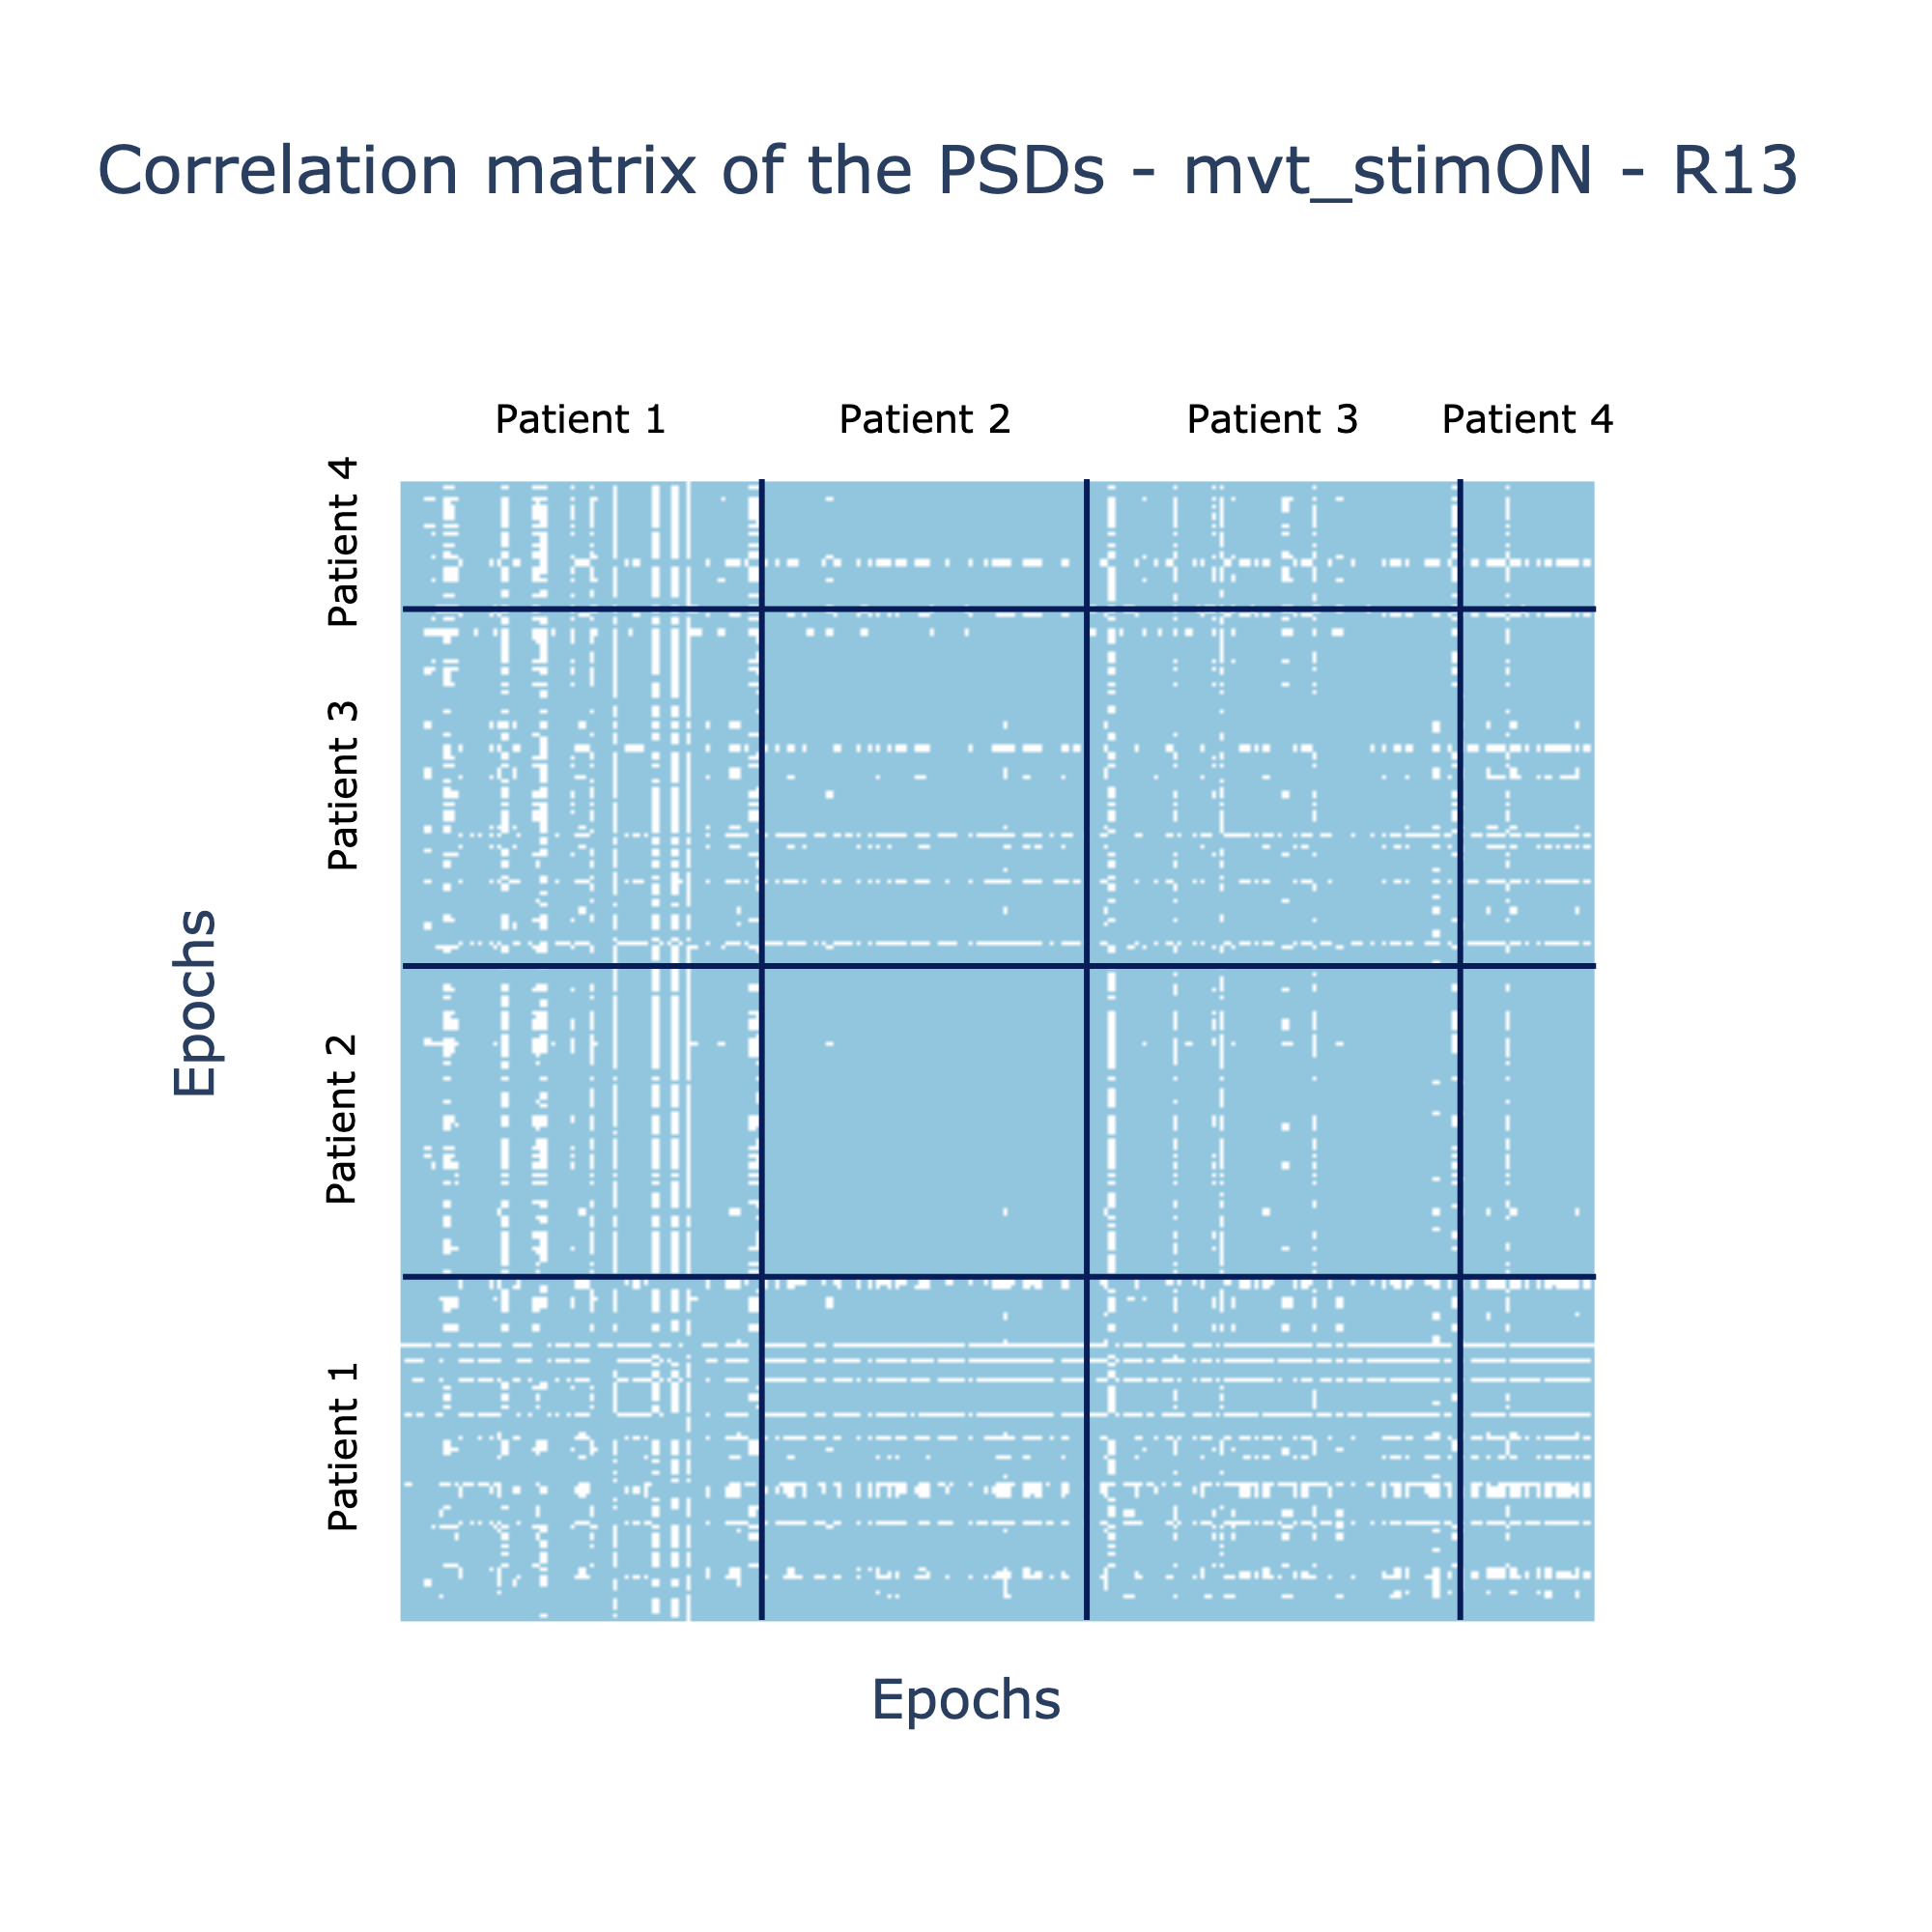 Correlation matrix of the PSDs - mvt_stimON - R13
Patient 1
Patient 2
Patient 3
Patient 4
Patient 4
Patient 3
Patient 2
Patient 1
Epochs
Epochs